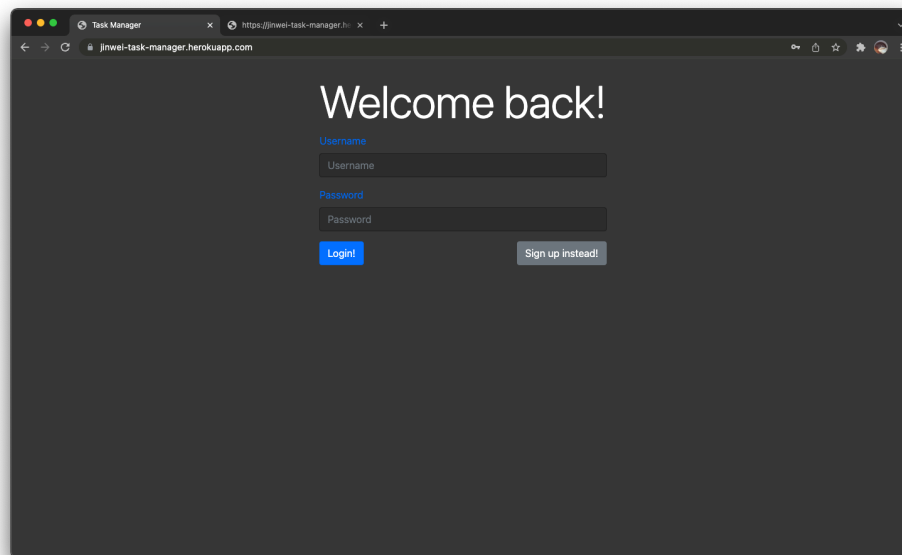 Task Manager
https://jinwei-task-manager.he
jinwei-task-manager.herokuapp.com
Welcome back!
Username
Username
Password
Password
Login!
Sign up instead!